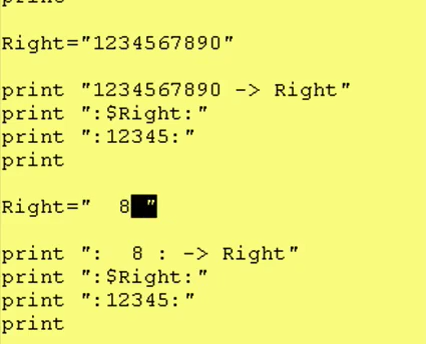 print

Right="1234567890"

print "1234567890 -> Right"
print ":$Right:"
print ":12345:"
print

Right="  8 "

print ":  8 : -> Right"
print ":$Right:"
print ":12345:"
print